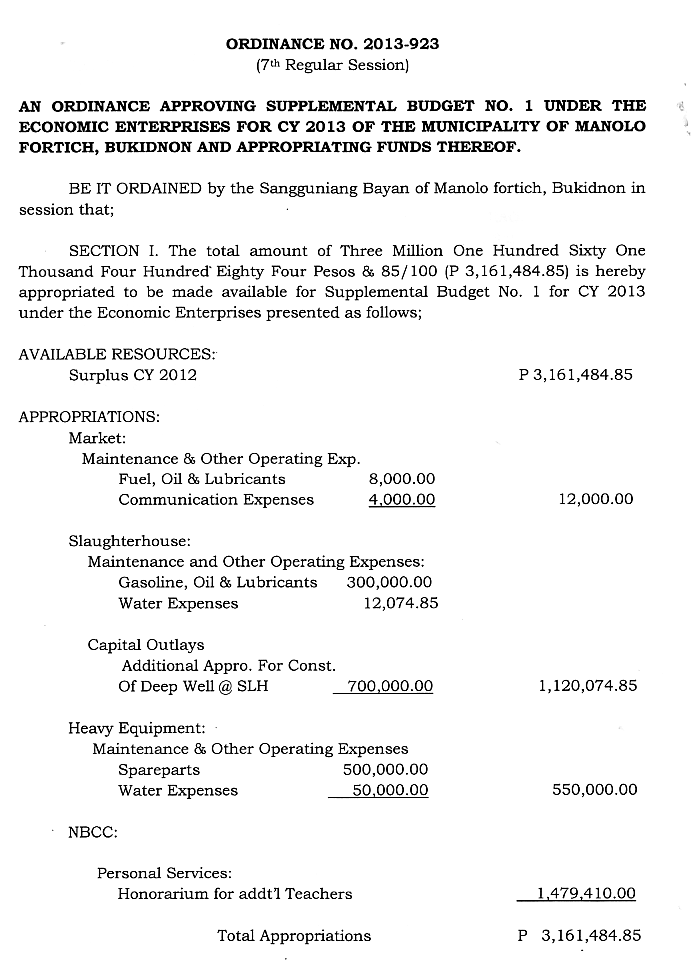 ORDINANCE NO. 2013-923
(7th Regular Session)
AN ORDINANCE APPROVING SUPPLEMENTAL BUDGET NO. 1 UNDER THE
ECONOMIC ENTERPRISES FOR CY 2013 OF THE MUNICIPALITY OF MANOLO
FORTICH, BUKIDNON AND APPROPRIATING FUNDS THEREOF.
BE IT ORDAINED by the Sangguniang Bayan of Manolo fortich, Bukidnon in
session that;
SECTION I. The total amount of Three Million One Hundred Sixty One
Thousand Four Hundred Eighty Four Pesos & 85/100 (P 3,161,484.85) is hereby
appropriated to be made available for Supplemental Budget No. 1 for CY 2013
under the Economic Enterprises presented as follows;
AVAILABLE RESOURCES:
Surplus CY 2012 P 3,161,484.85
APPROPRIATIONS:
Market:
Maintenance & Other Operating Exp.
Fuel, Oil & Lubricants 8,000.00
Communication Expenses 4,000.00 12,000.00
Slaughterhouse:
Maintenance and Other Operating Expenses:
Gasoline, Oil & Lubricants 300,000.00
Water Expenses 12,074.85
Capital Outlays
Additional Appro. For Const.
Of Deep Well @ SLH 700,000.00 1,120,074.85
Heavy Equipment:
Maintenance & Other Operating Expenses
Spareparts 500,000.00
Water Expenses 50,000.00 550,000.00
NBCC:
Personal Services:
Honorarium for addt'l Teachers 1,479,410.00
Total Appropriations P 3,161,484.85